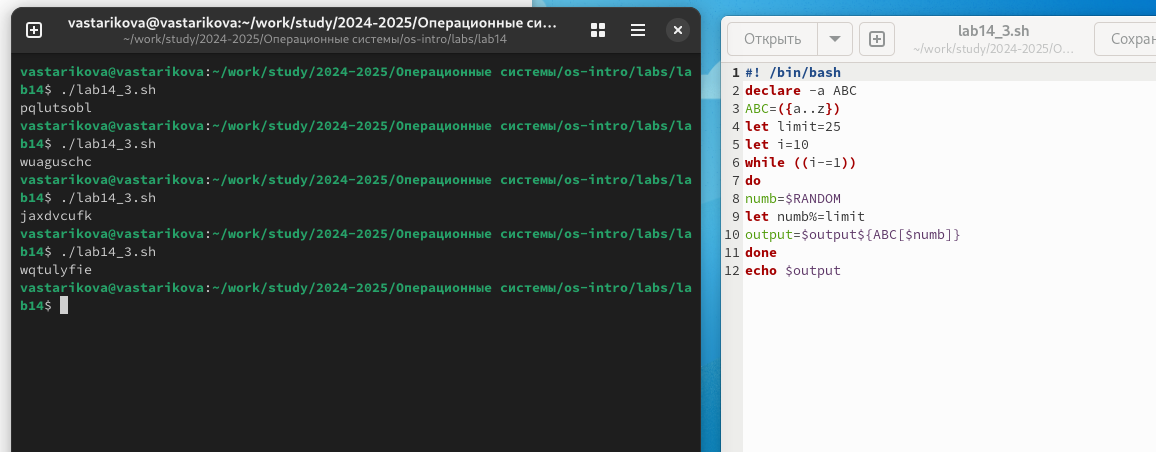 vastarikova@vastarikova:~/work/study/2024-2025/Операционные си...
~/work/study/2024-2025/Операционные системы/os-intro/labs/lab14
vastarikova@vastarikova:~/work/study/2024-2025/Операционные системы/os-intro/labs/la
b14$ ./lab14_3.sh
pqlutsobl
vastarikova@vastarikova:~/work/study/2024-2025/Операционные системы/os-intro/labs/la
b14$ ./lab14_3.sh
wuaguschc
vastarikova@vastarikova:~/work/study/2024-2025/Операционные системы/os-intro/labs/la
b14$ ./lab14_3.sh
jaxdvcufk
vastarikova@vastarikova:~/work/study/2024-2025/Операционные системы/os-intro/labs/la
b14$ ./lab14_3.sh
wqtulyfie
vastarikova@vastarikova:~/work/study/2024-2025/Операционные системы/os-intro/labs/la
b14$
Открыть
lab14_3.sh
~/work/study/2024-2025/О...
Сохран
1 #! /bin/bash
2 declare -a ABC
3 ABC=({a..z})
4 let limit=25
5 let i=10
6 while ((i-=1))
7 do
8 numb=$RANDOM
9 let numb%=limit
10 output=$output${ABC[$numb]}
11 done
12 echo $output